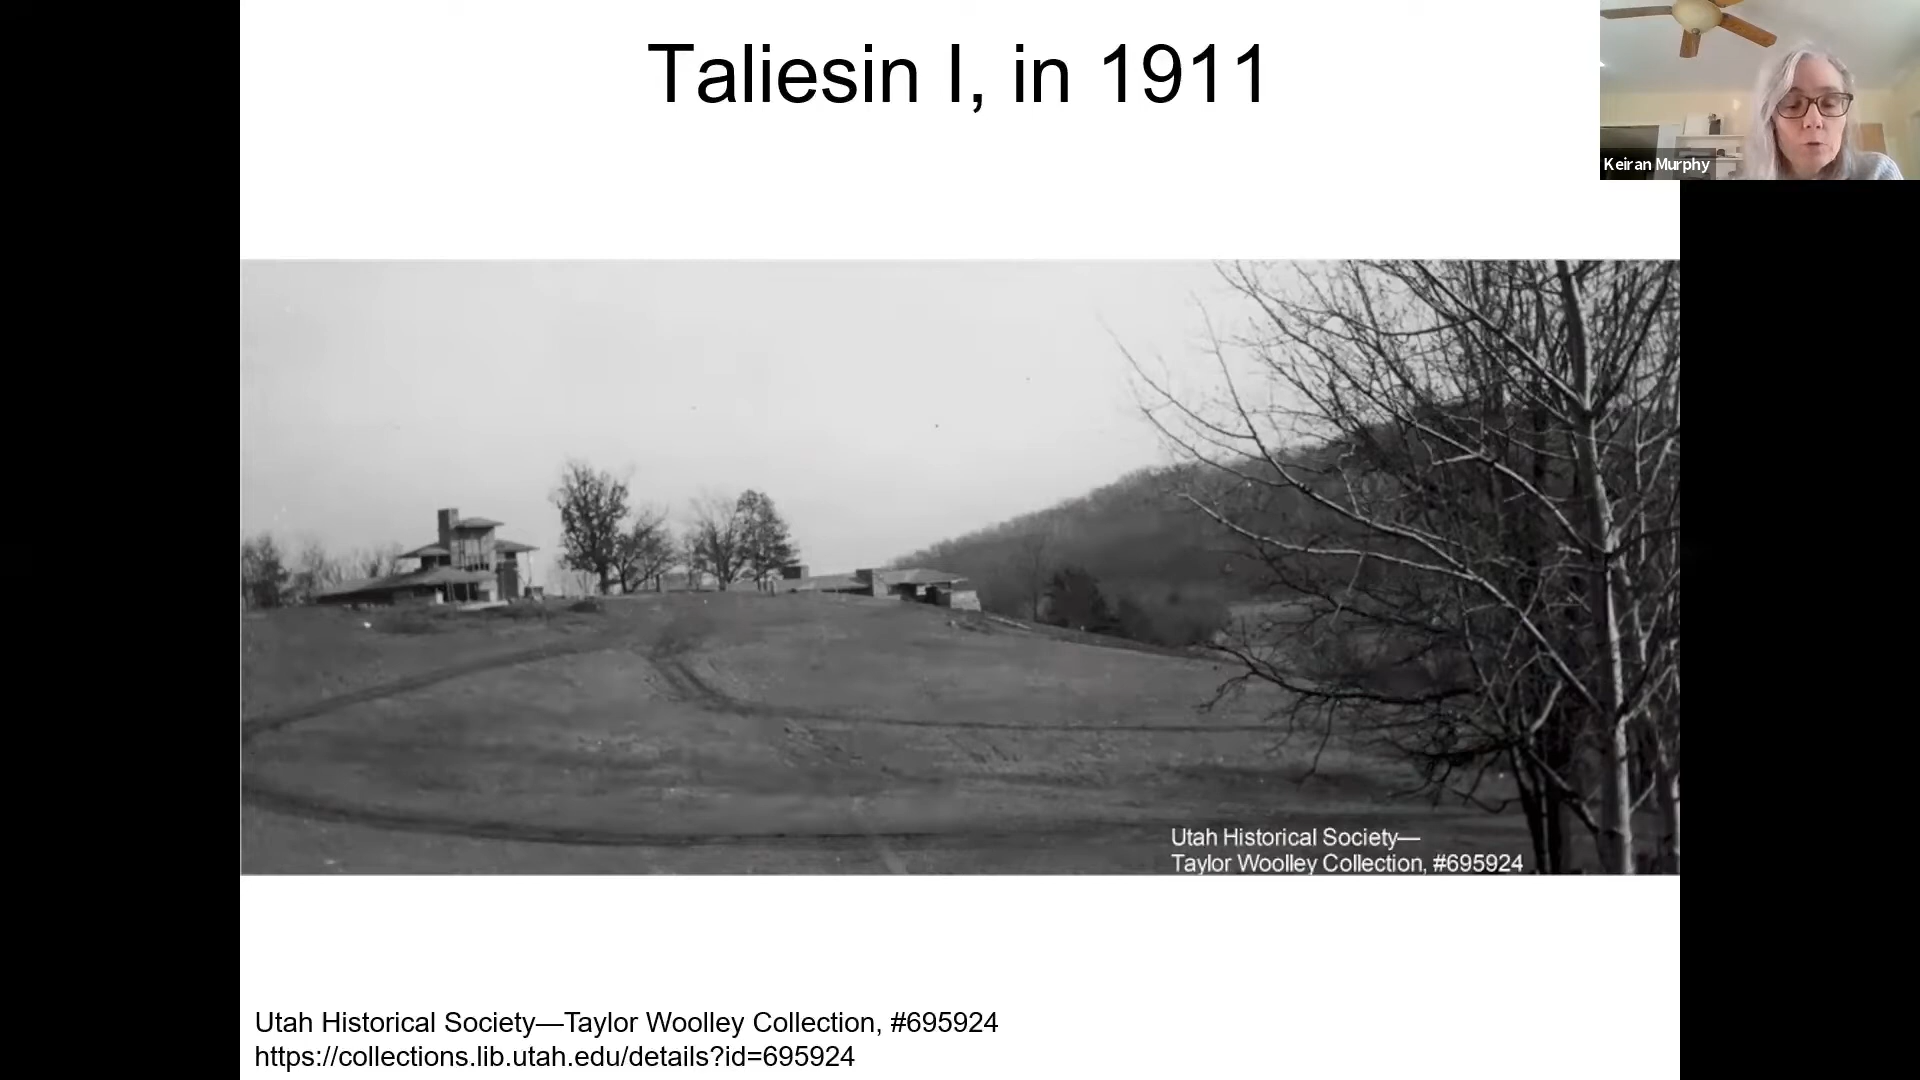 Taliesin I, in 1911
Keiran Murphy
Utah Historical Society—
Taylor Woolley Collection, #695924
Utah Historical Society—Taylor Woolley Collection, #695924
https://collections.lib.utah.edu/details?id=695924